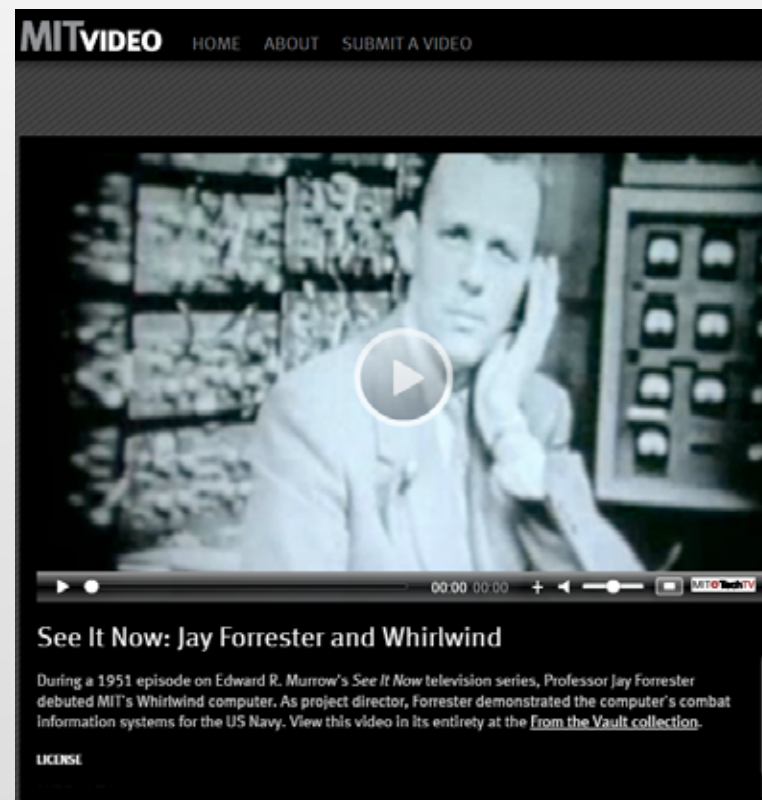 MITVIDEO HOME ABOUT SUBMIT A VIDEO
00:00 00:00 MIT TechTV
See It Now: Jay Forrester and Whirlwind
During a 1951 episode on Edward R. Murrow's See It Now television series, Professor Jay Forrester
debuted MIT's Whirlwind computer. As project director, Forrester demonstrated the computer's combat
information systems for the US Navy. View this video in its entirety at the From the Vault collection.
LICENSE